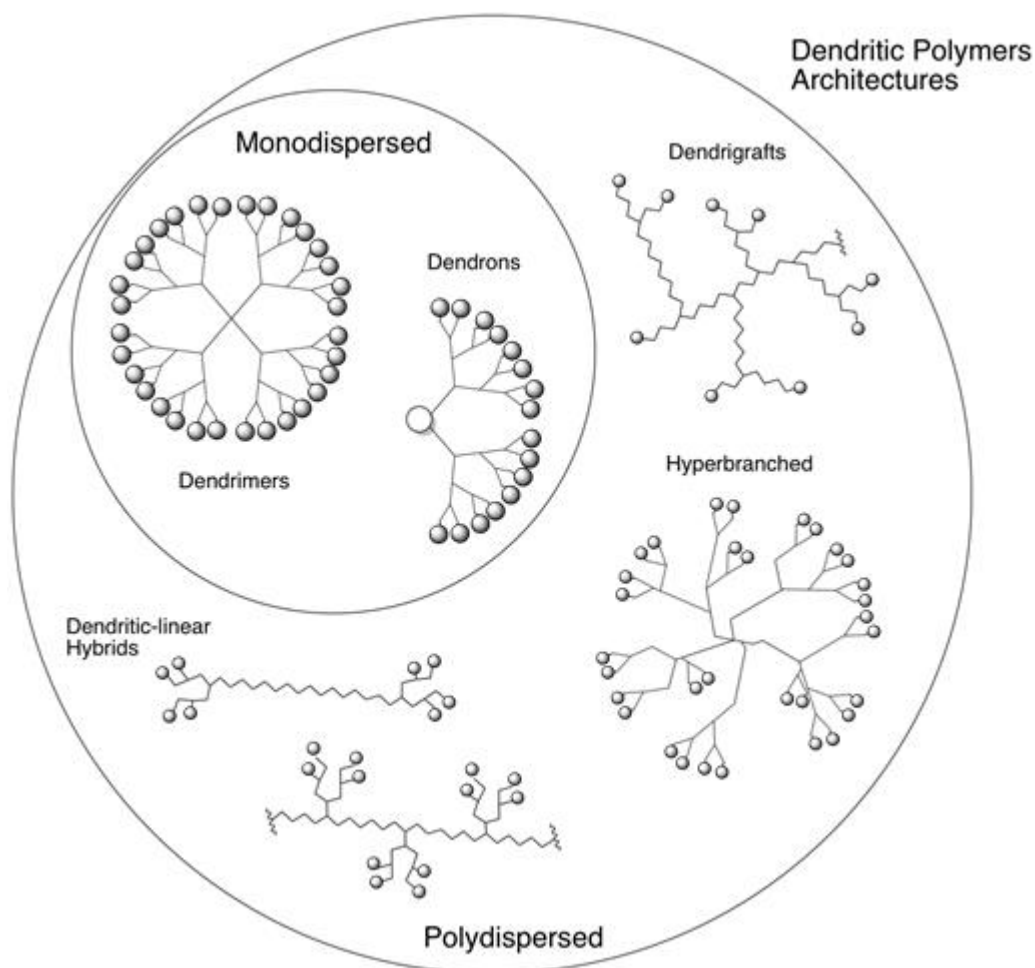 Dendritic Polymers
Architectures
Monodispersed
Dendrigrafts
Dendrons
Dendrimers
Hyperbranched
Dendritic-linear
Hybrids
Polydispersed